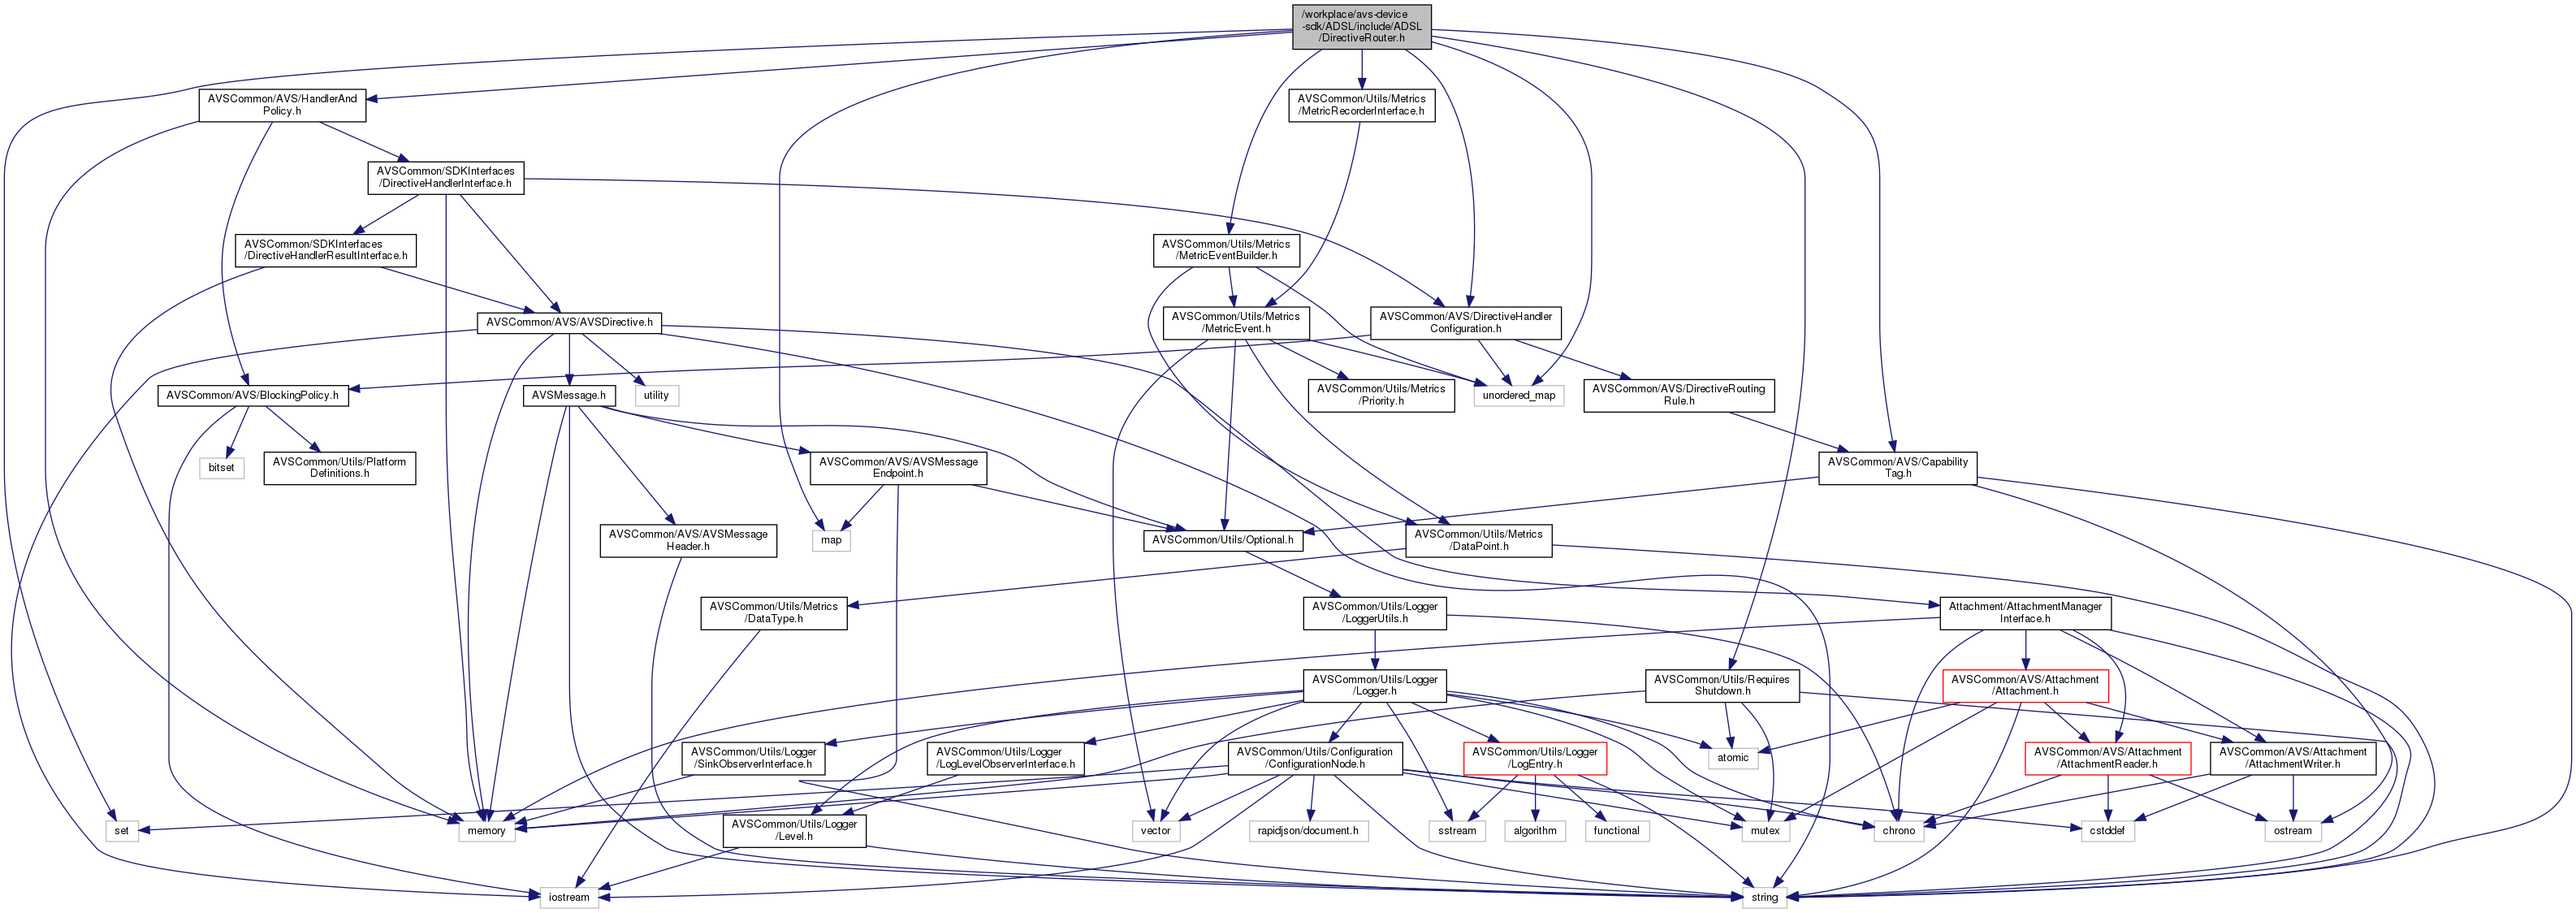 /workplace/avs-device
-sdk/ADSL/include/ADSL
/DirectiveRouter.h
AVSCommon/AVS/HandlerAnd
Policy.h
AVSCommon/Utils/Metrics
/MetricRecorderInterface.h
AVSCommon/SDKInterfaces
/DirectiveHandlerInterface.h
AVSCommon/SDKInterfaces
/DirectiveHandlerResultInterface.h
AVSCommon/Utils/Metrics
/MetricEventBuilder.h
AVSCommon/AVS/AVSDirective.h
AVSCommon/Utils/Metrics
/MetricEvent.h
AVSCommon/AVS/DirectiveHandler
Configuration.h
AVSCommon/AVS/BlockingPolicy.h
AVSMessage.h
utility
AVSCommon/Utils/Metrics
/Priority.h
unordered_map
AVSCommon/AVS/DirectiveRouting
Rule.h
bitset
AVSCommon/Utils/Platform
Definitions.h
AVSCommon/AVS/AVSMessage
Endpoint.h
AVSCommon/AVS/Capability
Tag.h
AVSCommon/AVS/AVSMessage
Header.h
map
AVSCommon/Utils/Optional.h
AVSCommon/Utils/Metrics
/DataPoint.h
AVSCommon/Utils/Metrics
/DataType.h
AVSCommon/Utils/Logger
/LoggerUtils.h
Attachment/AttachmentManager
Interface.h
AVSCommon/Utils/Logger
/Logger.h
AVSCommon/Utils/Requires
Shutdown.h
AVSCommon/AVS/Attachment
/Attachment.h
AVSCommon/Utils/Logger
/SinkObserverInterface.h
AVSCommon/Utils/Logger
/LogLevelObserverInterface.h
AVSCommon/Utils/Configuration
/ConfigurationNode.h
AVSCommon/Utils/Logger
/LogEntry.h
atomic
AVSCommon/AVS/Attachment
/AttachmentReader.h
AVSCommon/AVS/Attachment
/AttachmentWriter.h
set
memory
AVSCommon/Utils/Logger
/Level.h
vector
rapidjson/document.h
sstream
algorithm
functional
mutex
chrono
cstddef
ostream
iostream
string